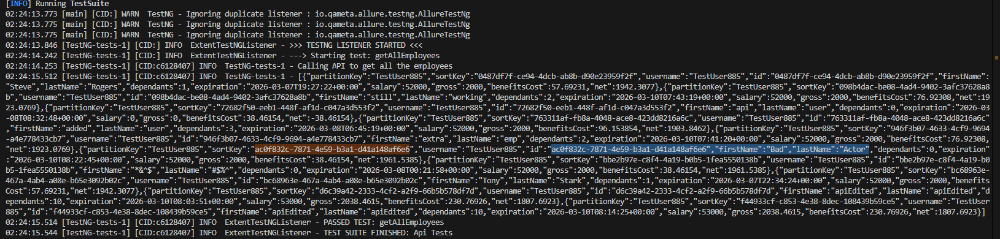 [INFO] Running TestSuite
02:24:13.773 [main] [CID:] WARN  TestNG - Ignoring duplicate listener : io.qameta.allure.testng.AllureTestNg
02:24:13.775 [main] [CID:] WARN  TestNG - Ignoring duplicate listener : io.qameta.allure.testng.AllureTestNg
02:24:13.775 [main] [CID:] WARN  TestNG - Ignoring duplicate listener : io.qameta.allure.testng.AllureTestNg
02:24:13.846 [TestNG-tests-1] [CID:] INFO  ExtentTestNGListener - >>> TESTNG LISTENER STARTED <<<
02:24:14.242 [TestNG-tests-1] [CID:] INFO  ExtentTestNGListener - ---> Starting test: getAllEmployees
02:24:14.253 [TestNG-tests-1] [CID:c6128407] INFO  TestNG-tests-1 - Calling API to get all the employees
02:24:15.512 [TestNG-tests-1] [CID:c6128407] INFO  TestNG-tests-1 - [{"partitionKey":"TestUser885","sortKey":"0487df7f-ce94-4dcb-ab8b-d90e23959f2f","username":"TestUser885","id":"0487df7f-ce94-4dcb-ab8b-d90e23959f2f","firstName":
"Steve","lastName":"Rogers","dependants":1,"expiration":"2026-03-07T19:27:22+00:00","salary":52000,"gross":2000,"benefitsCost":57.69231,"net":1942.3077},{"partitionKey":"TestUser885","sortKey":"098b4dac-be08-4ad4-9402-3afc37628a8
b","username":"TestUser885","id":"098b4dac-be08-4ad4-9402-3afc37628a8b","firstName":"still","lastName":"working","dependants":2,"expiration":"2026-03-10T07:43:19+00:00","salary":52000,"gross":2000,"benefitsCost":76.92308,"net":19
23.0769},{"partitionKey":"TestUser885","sortKey":"72682f50-eeb1-448f-af1d-c047a3d553f2","username":"TestUser885","id":"72682f50-eeb1-448f-af1d-c047a3d553f2","firstName":"api","lastName":"user","dependants":0,"expiration":"2026-03
-08T08:32:48+00:00","salary":0,"gross":0,"benefitsCost":38.46154,"net":-38.46154},{"partitionKey":"TestUser885","sortKey":"763311af-fb8a-4048-ace8-423dd8216a6c","username":"TestUser885","id":"763311af-fb8a-4048-ace8-423dd8216a6c"
,"firstName":"added","lastName":"user","dependants":3,"expiration":"2026-03-08T06:45:19+00:00","salary":52000,"gross":2000,"benefitsCost":96.153854,"net":1903.8462},{"partitionKey":"TestUser885","sortKey":"946f3b07-4633-4cf9-9694
-a4e778433cb7","username":"TestUser885","id":"946f3b07-4633-4cf9-9694-a4e778433cb7","firstName":"extra","lastName":"emp","dependants":2,"expiration":"2026-03-10T07:41:20+00:00","salary":52000,"gross":2000,"benefitsCost":76.92308,
"net":1923.0769},{"partitionKey":"TestUser885","sortKey":"ac0f832c-7871-4e59-b3a1-d41a148af6e6","username":"TestUser885","id":"ac0f832c-7871-4e59-b3a1-d41a148af6e6","firstName":"Bad","lastName":"Actor","dependants":0,"expiration"
:"2026-03-10T08:22:45+00:00","salary":52000,"gross":2000,"benefitsCost":38.46154,"net":1961.5385},{"partitionKey":"TestUser885","sortKey":"bbe2b97e-c8f4-4a19-b0b5-1fea5550138b","username":"TestUser885","id":"bbe2b97e-c8f4-4a19-b0
b5-1fea5550138b","firstName":"*&^$","lastName":"#$%^","dependants":0,"expiration":"2026-03-08T00:21:58+00:00","salary":52000,"gross":2000,"benefitsCost":38.46154,"net":1961.5385},{"partitionKey":"TestUser885","sortKey":"bc68963e-
467a-4ab4-a08e-b65e3092b02c","username":"TestUser885","id":"bc68963e-467a-4ab4-a08e-b65e3092b02c","firstName":"Tony","lastName":"Stark","dependants":1,"expiration":"2026-03-07T22:34:24+00:00","salary":52000,"gross":2000,"benefits
Cost":57.69231,"net":1942.3077},{"partitionKey":"TestUser885","sortKey":"d6c39a42-2333-4cf2-a2f9-66b5b578df7d","username":"TestUser885","id":"d6c39a42-2333-4cf2-a2f9-66b5b578df7d","firstName":"apiEdited","lastName":"apiEdited","d
ependants":10,"expiration":"2026-03-10T08:03:51+00:00","salary":53000,"gross":2038.4615,"benefitsCost":230.76926,"net":1807.6923},{"partitionKey":"TestUser885","sortKey":"f44933cf-c853-4e38-8dec-108439b59ce5","username":"TestUser
885","id":"f44933cf-c853-4e38-8dec-108439b59ce5","firstName":"apiEdited","lastName":"apiEdited","dependants":10,"expiration":"2026-03-10T08:14:25+00:00","salary":53000,"gross":2038.4615,"benefitsCost":230.76926,"net":1807.6923}]
02:24:15.514 [TestNG-tests-1] [CID:c6128407] INFO  ExtentTestNGListener - PASSED TEST: getAllEmployees
02:24:15.544 [TestNG-tests-1] [CID:c6128407] INFO  ExtentTestNGListener - TEST SUITE FINISHED: Api Tests